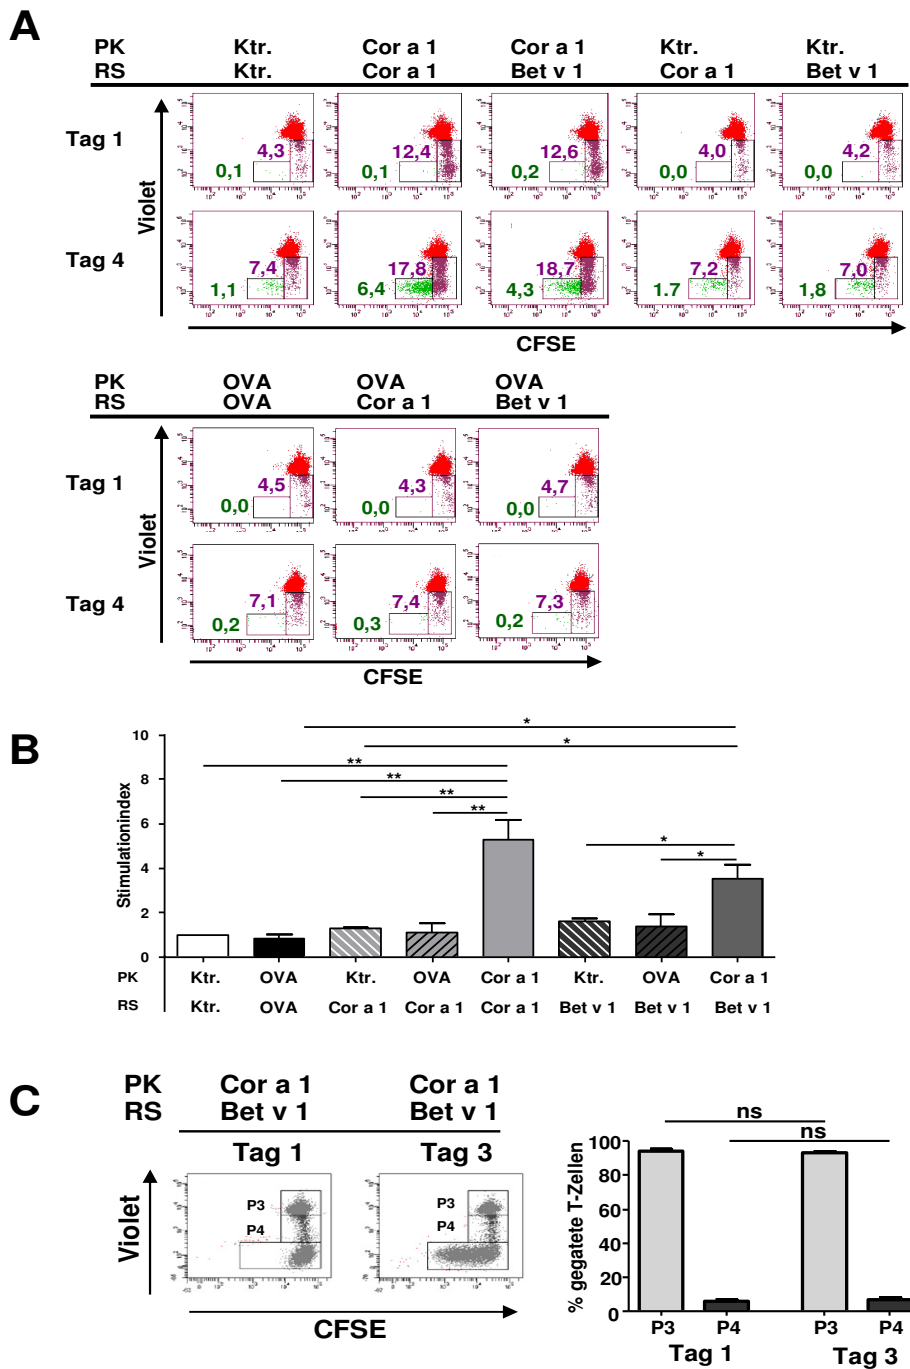 A
PK Ktr. Cor a 1 Cor a 1 Ktr. Ktr.
RS Ktr. Cor a 1 Bet v 1 Cor a 1 Bet v 1
Tag 1
4,3 12,4 12,6 4,0 4,2
0,1 0,1 0,2 0,0 0,0
Violet
Tag 4
7,4 17,8 18,7 7,2 7,0
1,1 6,4 4,3 1.7 1,8
CFSE
PK OVA OVA OVA
RS OVA Cor a 1 Bet v 1
Tag 1
4,5 4,3 4,7
0,0 0,0 0,0
Violet
Tag 4
7,1 7,4 7,3
0,2 0,3 0,2
CFSE
B
Stimulationindex
10
8
6
4
2
0
* * ** ** ** ** * *
PK Ktr. OVA Ktr. OVA Cor a 1 Ktr. OVA Cor a 1
RS Ktr. OVA Cor a 1 Cor a 1 Cor a 1 Bet v 1 Bet v 1 Bet v 1
C
PK Cor a 1 Cor a 1
RS Bet v 1 Bet v 1
Tag 1 Tag 3
Violet
P3 P3
P4 P4
CFSE
ns
ns
% gegatete T-Zellen
100
80
60
40
20
0
P3 P4 P3 P4
Tag 1 Tag 3